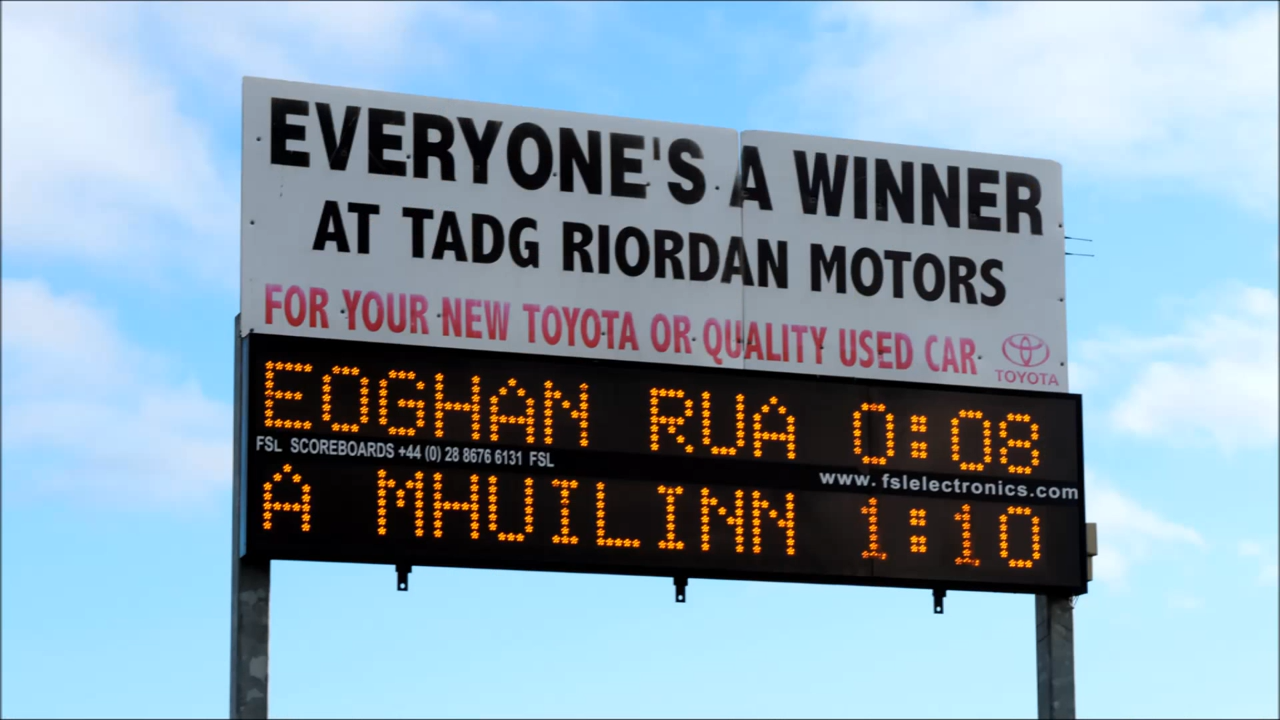 EVERYONE'S A WINNER
AT TADG RIORDAN MOTORS
FOR YOUR NEW TOYOTA OR QUALITY USED CAR
TOYOTA
EOGHAN RUA 0:08
FSL SCOREBOARDS +44 (0) 28 8676 6131 FSL
www.fslelectronics.com
A MHUILINN 1:10